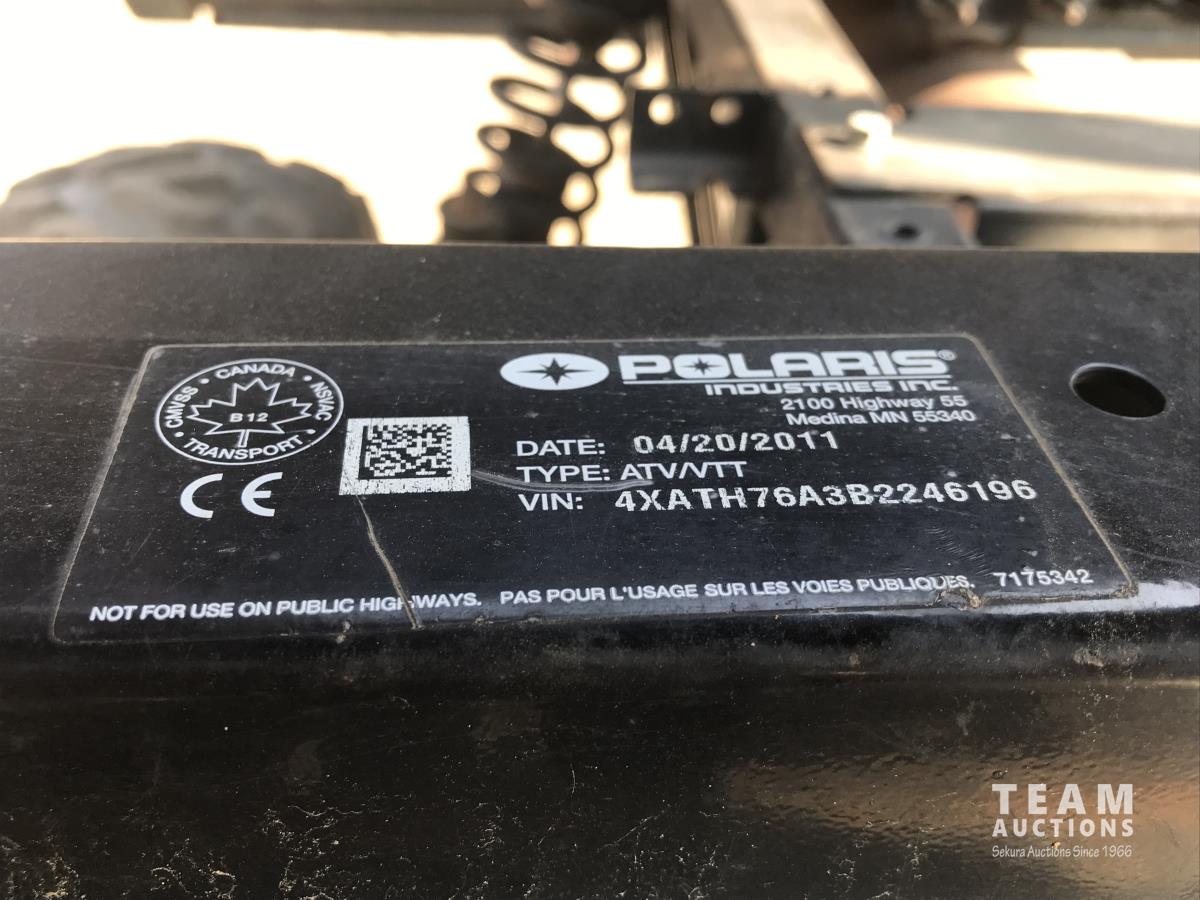 CMVSS • CANADA • NSVAC • TRANSPORT •
B12
CE
POLARIS®
INDUSTRIES INC.
2100 Highway 55
Medina MN 55340
DATE: 04/20/2011
TYPE: ATV/VTT
VIN: 4XATH76A3B2246196
NOT FOR USE ON PUBLIC HIGHWAYS. PAS POUR L'USAGE SUR LES VOIES PUBLIQUES. 7175342
TEAM
AUCTIONS
Sekura Auctions Since 1966